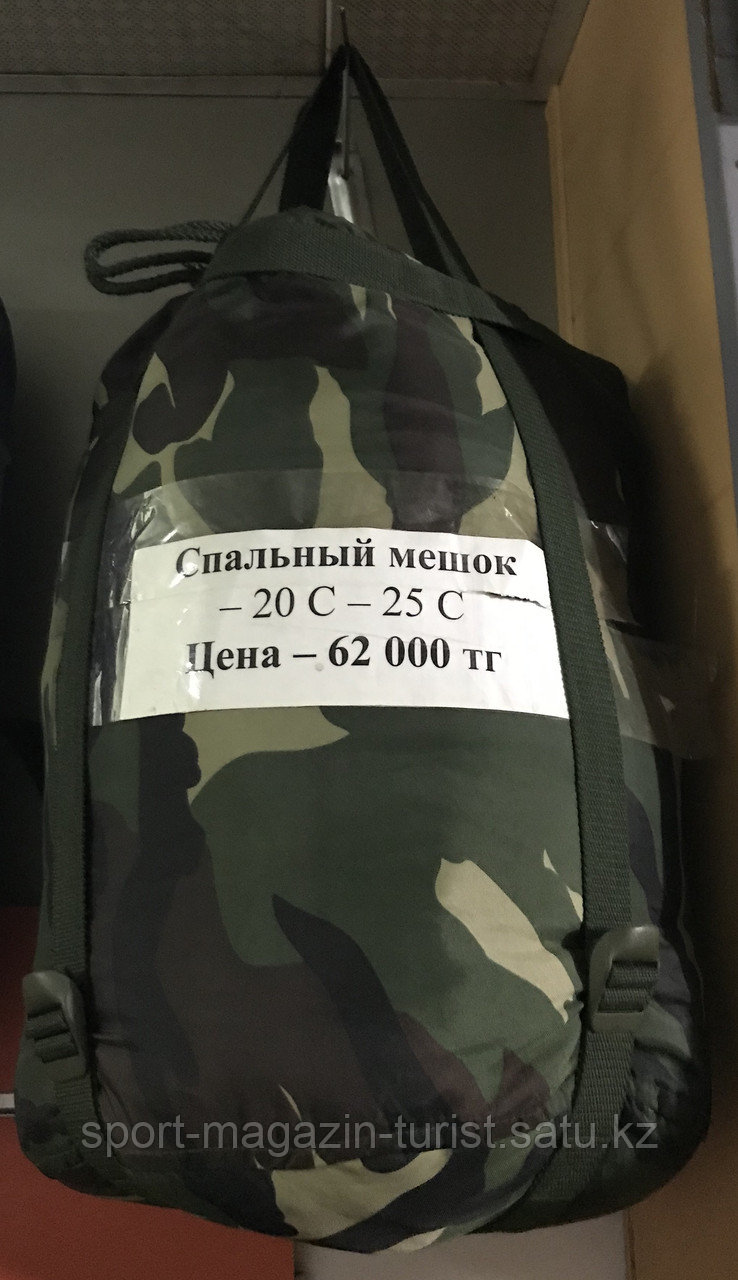 Спальный мешок
– 20 С – 25 С
Цена – 62 000 тг
sport-magazin-turist.satu.kz